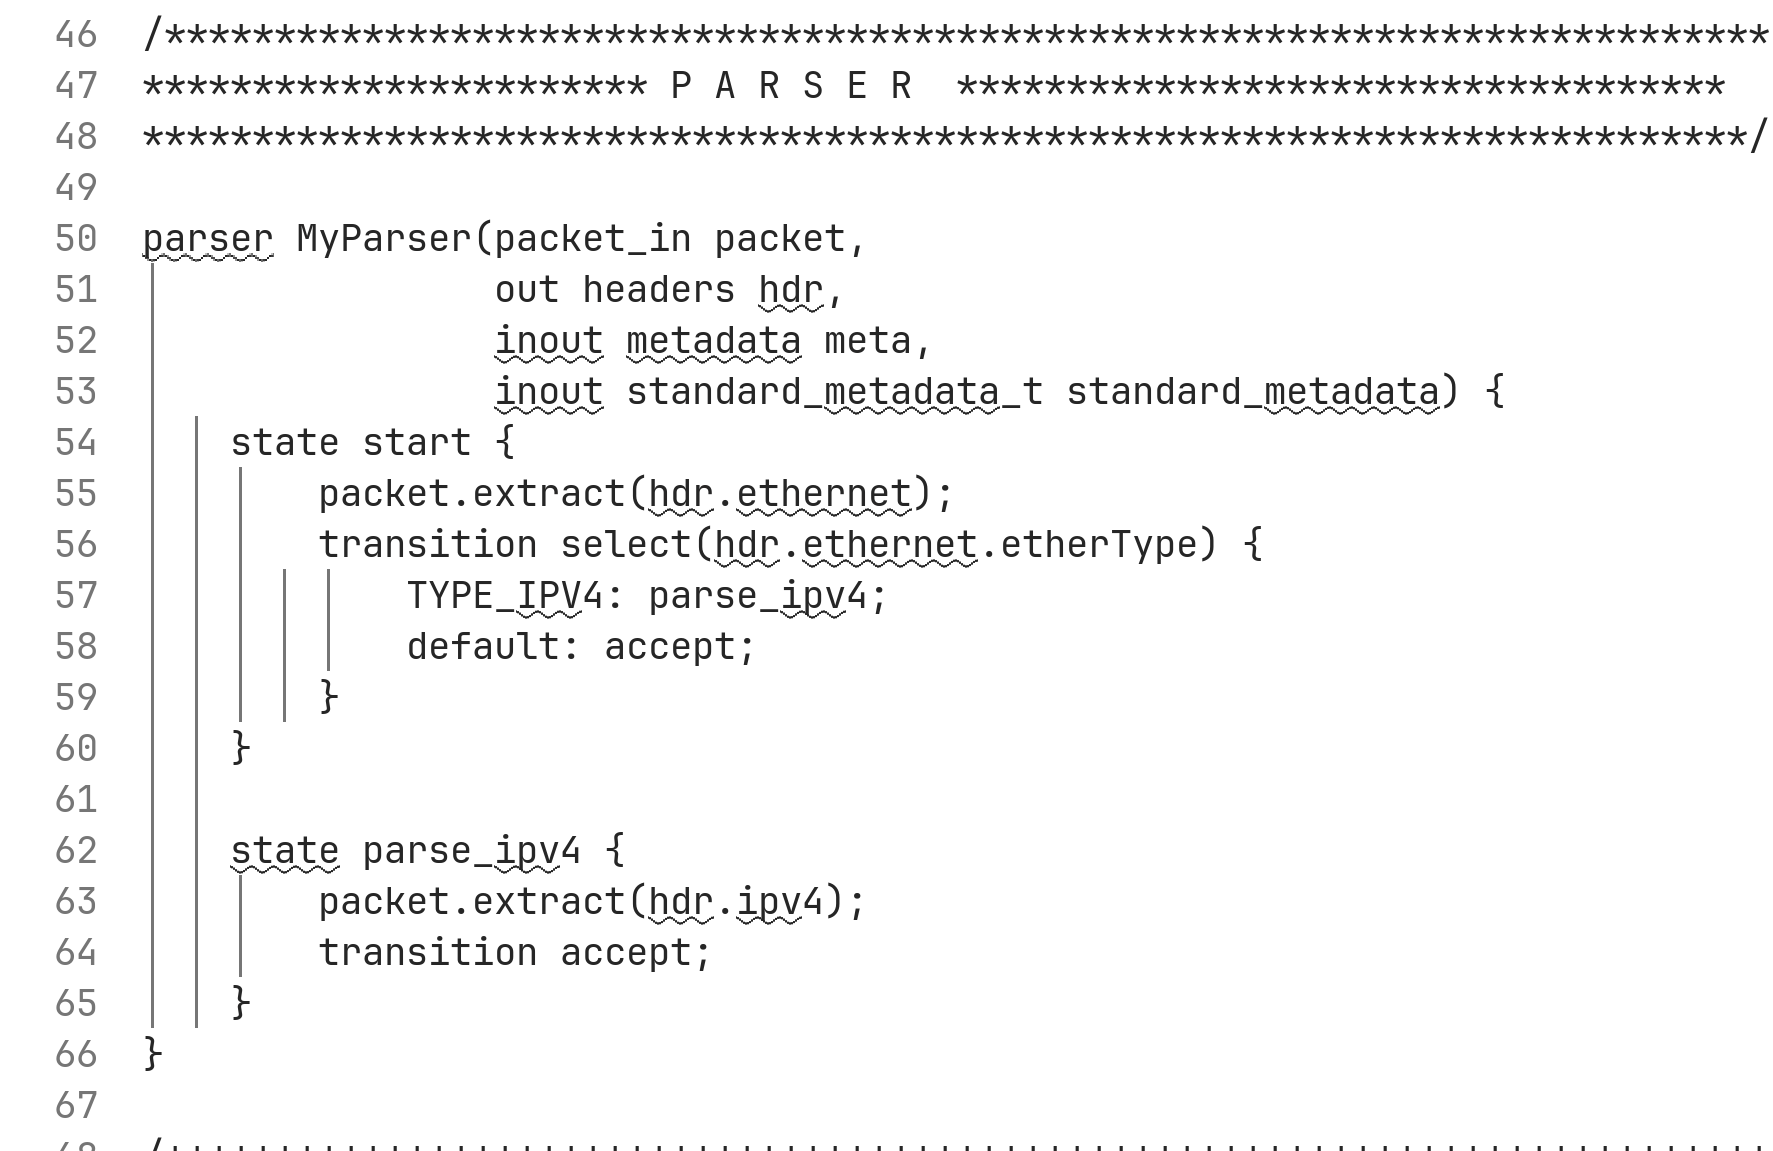 46 /*************************************************************************
47 *********************** P A R S E R  ***********************************
48 *************************************************************************/
49
50 parser MyParser(packet_in packet,
51                 out headers hdr,
52                 inout metadata meta,
53                 inout standard_metadata_t standard_metadata) {
54     state start {
55         packet.extract(hdr.ethernet);
56         transition select(hdr.ethernet.etherType) {
57             TYPE_IPV4: parse_ipv4;
58             default: accept;
59         }
60     }
61
62     state parse_ipv4 {
63         packet.extract(hdr.ipv4);
64         transition accept;
65     }
66 }
67